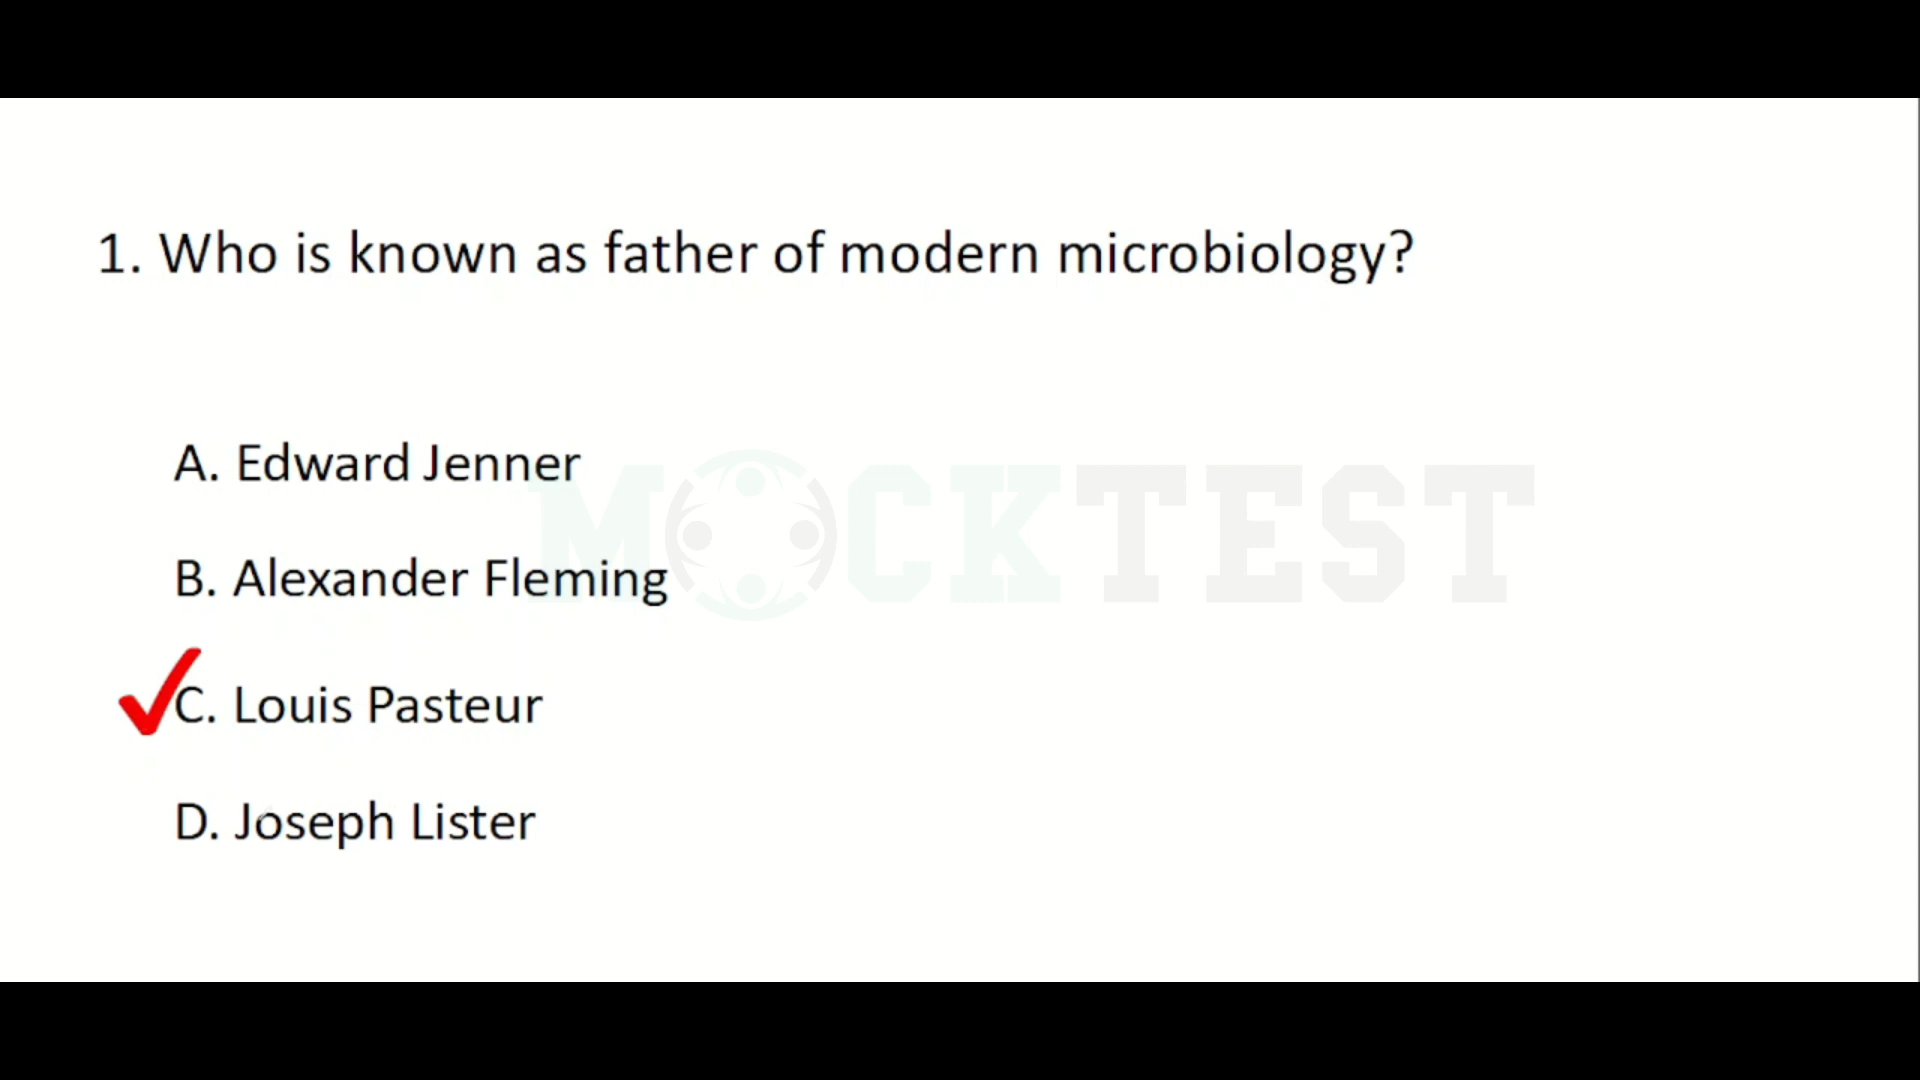 1. Who is known as father of modern microbiology?
A. Edward Jenner
MOCKTEST
B. Alexander Fleming
C. Louis Pasteur
D. Joseph Lister